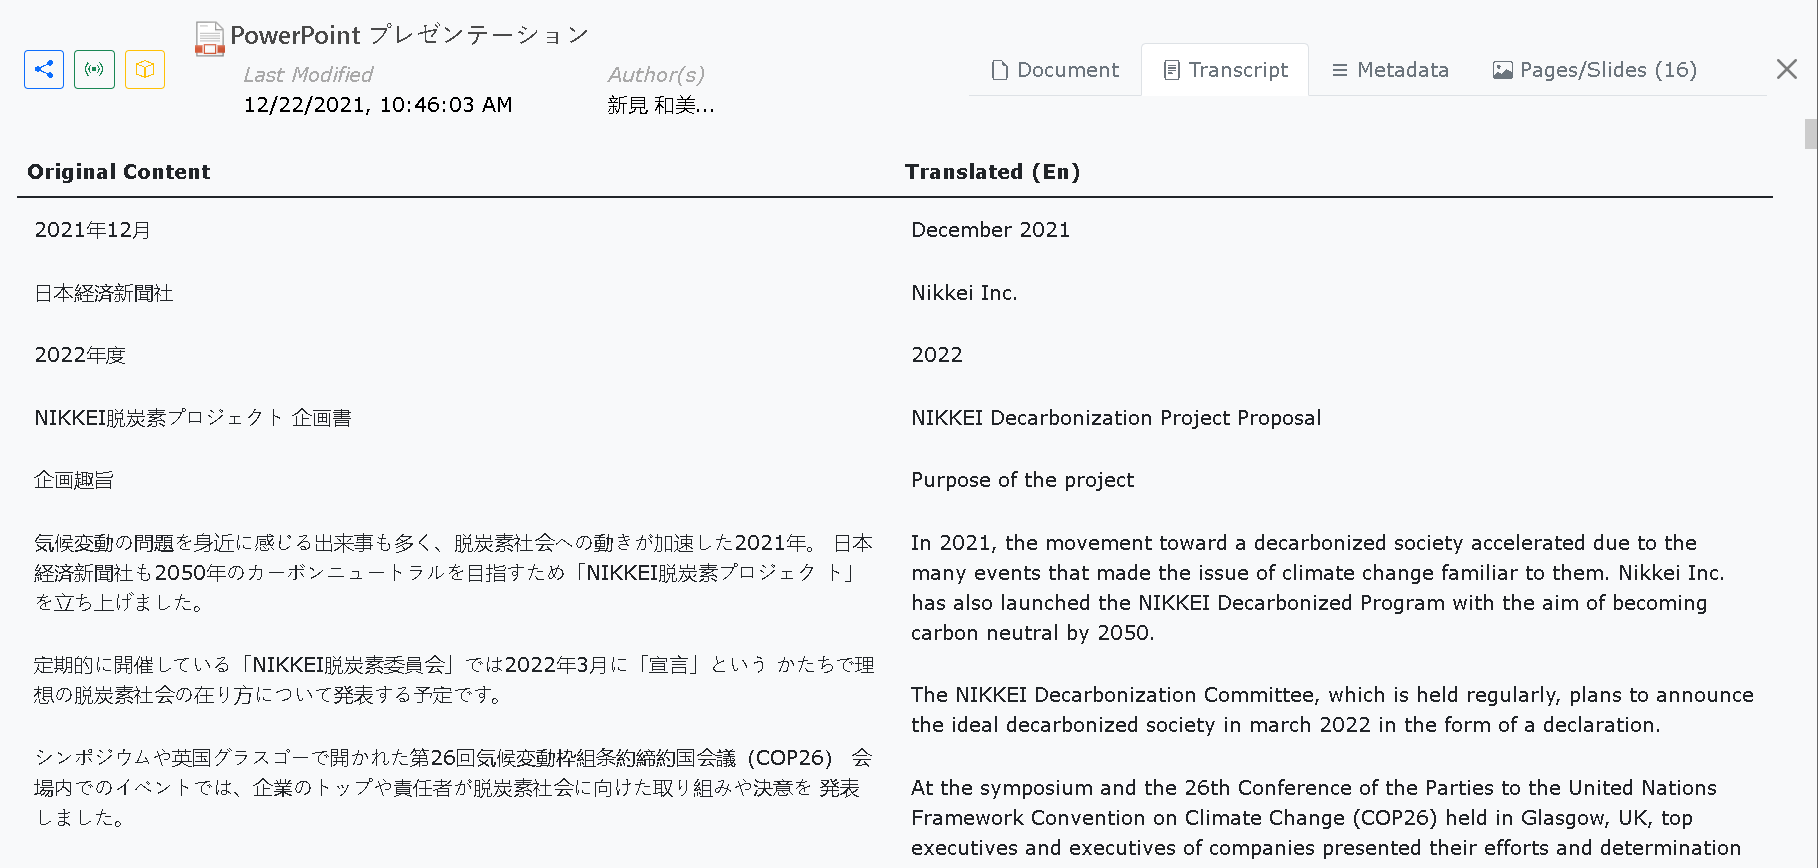 PowerPoint プレゼンテーション
Last Modified
Author(s)
12/22/2021, 10:46:03 AM
新見 和美...
Document
Transcript
Metadata
Pages/Slides (16)
Original Content
Translated (En)
2021年12月
December 2021
日本経済新聞社
Nikkei Inc.
2022年度
2022
NIKKEI脱炭素プロジェクト 企画書
NIKKEI Decarbonization Project Proposal
企画趣旨
Purpose of the project
気候変動の問題を身近に感じる出来事も多く、脱炭素社会への動きが加速した2021年。 日本
経済新聞社も2050年のカーボンニュートラルを目指すため「NIKKEI脱炭素プロジェク ト」
を立ち上げました。
In 2021, the movement toward a decarbonized society accelerated due to the
many events that made the issue of climate change familiar to them. Nikkei Inc.
has also launched the NIKKEI Decarbonized Program with the aim of becoming
carbon neutral by 2050.
定期的に開催している「NIKKEI脱炭素委員会」では2022年3月に「宣言」という かたちで理
想の脱炭素社会の在り方について発表する予定です。
The NIKKEI Decarbonization Committee, which is held regularly, plans to announce
the ideal decarbonized society in march 2022 in the form of a declaration.
シンポジウムや英国グラスゴーで開かれた第26回気候変動枠組条約締約国会議（COP26） 会
場内でのイベントでは、企業のトップや責任者が脱炭素社会に向けた取り組みや決意を 発表
しました。
At the symposium and the 26th Conference of the Parties to the United Nations
Framework Convention on Climate Change (COP26) held in Glasgow, UK, top
executives and executives of companies presented their efforts and determination